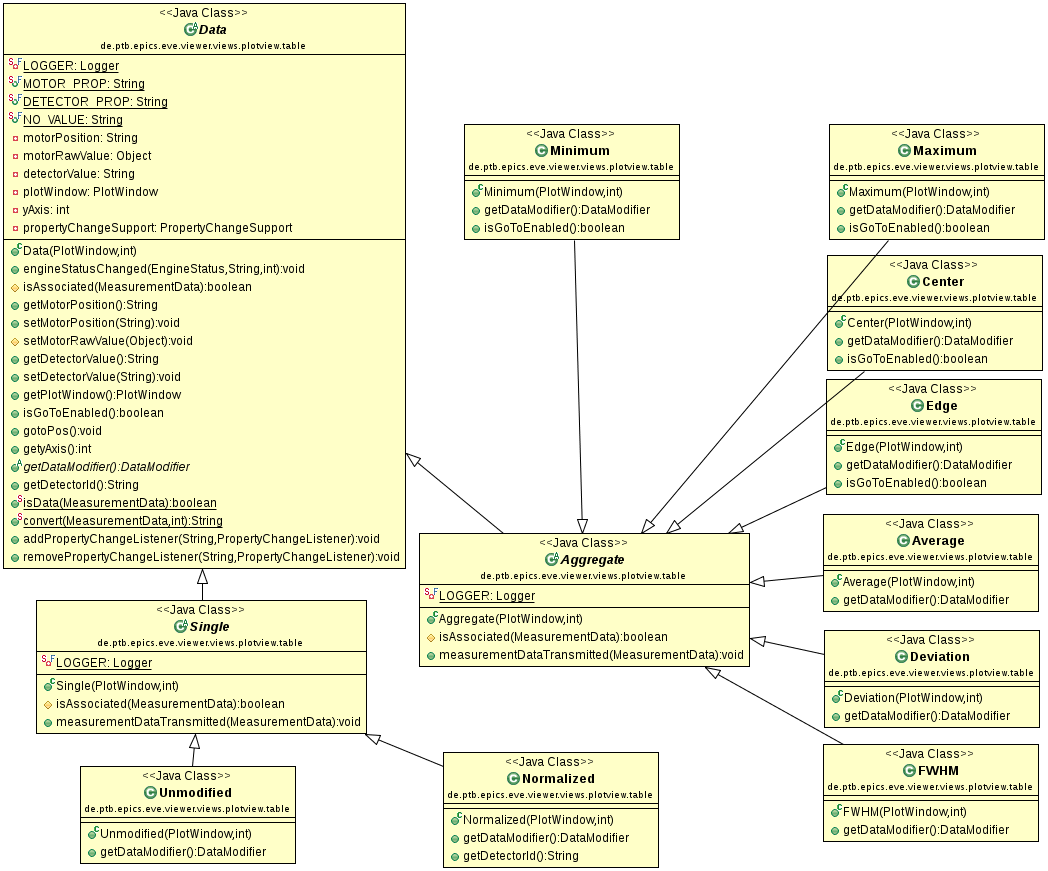 <<Java Class>>
Data
de.ptb.epics.eve.viewer.views.plotview.table
LOGGER: Logger
MOTOR_PROP: String
DETECTOR_PROP: String
NO_VALUE: String
motorPosition: String
motorRawValue: Object
detectorValue: String
plotWindow: PlotWindow
yAxis: int
propertyChangeSupport: PropertyChangeSupport
Data(PlotWindow,int)
engineStatusChanged(EngineStatus,String,int):void
isAssociated(MeasurementData):boolean
getMotorPosition():String
setMotorPosition(String):void
setMotorRawValue(Object):void
getDetectorValue():String
setDetectorValue(String):void
getPlotWindow():PlotWindow
isGoToEnabled():boolean
gotoPos():void
getyAxis():int
getDataModifier():DataModifier
getDetectorId():String
isData(MeasurementData):boolean
convert(MeasurementData,int):String
addPropertyChangeListener(String,PropertyChangeListener):void
removePropertyChangeListener(String,PropertyChangeListener):void
<<Java Class>>
Minimum
de.ptb.epics.eve.viewer.views.plotview.table
Minimum(PlotWindow,int)
getDataModifier():DataModifier
isGoToEnabled():boolean
<<Java Class>>
Maximum
de.ptb.epics.eve.viewer.views.plotview.table
Maximum(PlotWindow,int)
getDataModifier():DataModifier
isGoToEnabled():boolean
<<Java Class>>
Center
de.ptb.epics.eve.viewer.views.plotview.table
Center(PlotWindow,int)
getDataModifier():DataModifier
isGoToEnabled():boolean
<<Java Class>>
Edge
de.ptb.epics.eve.viewer.views.plotview.table
Edge(PlotWindow,int)
getDataModifier():DataModifier
isGoToEnabled():boolean
<<Java Class>>
Aggregate
de.ptb.epics.eve.viewer.views.plotview.table
LOGGER: Logger
Aggregate(PlotWindow,int)
isAssociated(MeasurementData):boolean
measurementDataTransmitted(MeasurementData):void
<<Java Class>>
Average
de.ptb.epics.eve.viewer.views.plotview.table
Average(PlotWindow,int)
getDataModifier():DataModifier
<<Java Class>>
Single
de.ptb.epics.eve.viewer.views.plotview.table
LOGGER: Logger
Single(PlotWindow,int)
isAssociated(MeasurementData):boolean
measurementDataTransmitted(MeasurementData):void
<<Java Class>>
Deviation
de.ptb.epics.eve.viewer.views.plotview.table
Deviation(PlotWindow,int)
getDataModifier():DataModifier
<<Java Class>>
Unmodified
de.ptb.epics.eve.viewer.views.plotview.table
Unmodified(PlotWindow,int)
getDataModifier():DataModifier
<<Java Class>>
Normalized
de.ptb.epics.eve.viewer.views.plotview.table
Normalized(PlotWindow,int)
getDataModifier():DataModifier
getDetectorId():String
<<Java Class>>
FWHM
de.ptb.epics.eve.viewer.views.plotview.table
FWHM(PlotWindow,int)
getDataModifier():DataModifier